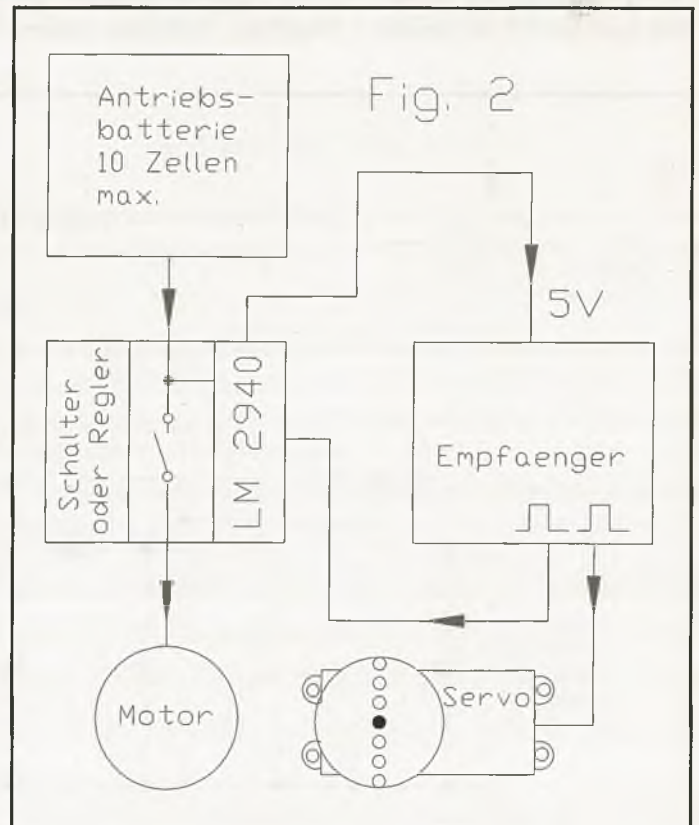 Fig. 2
Antriebs-
batterie
10 Zellen
max.
5V
Schalter
oder Regler
LM 2940
Empfaenger
Motor
Servo